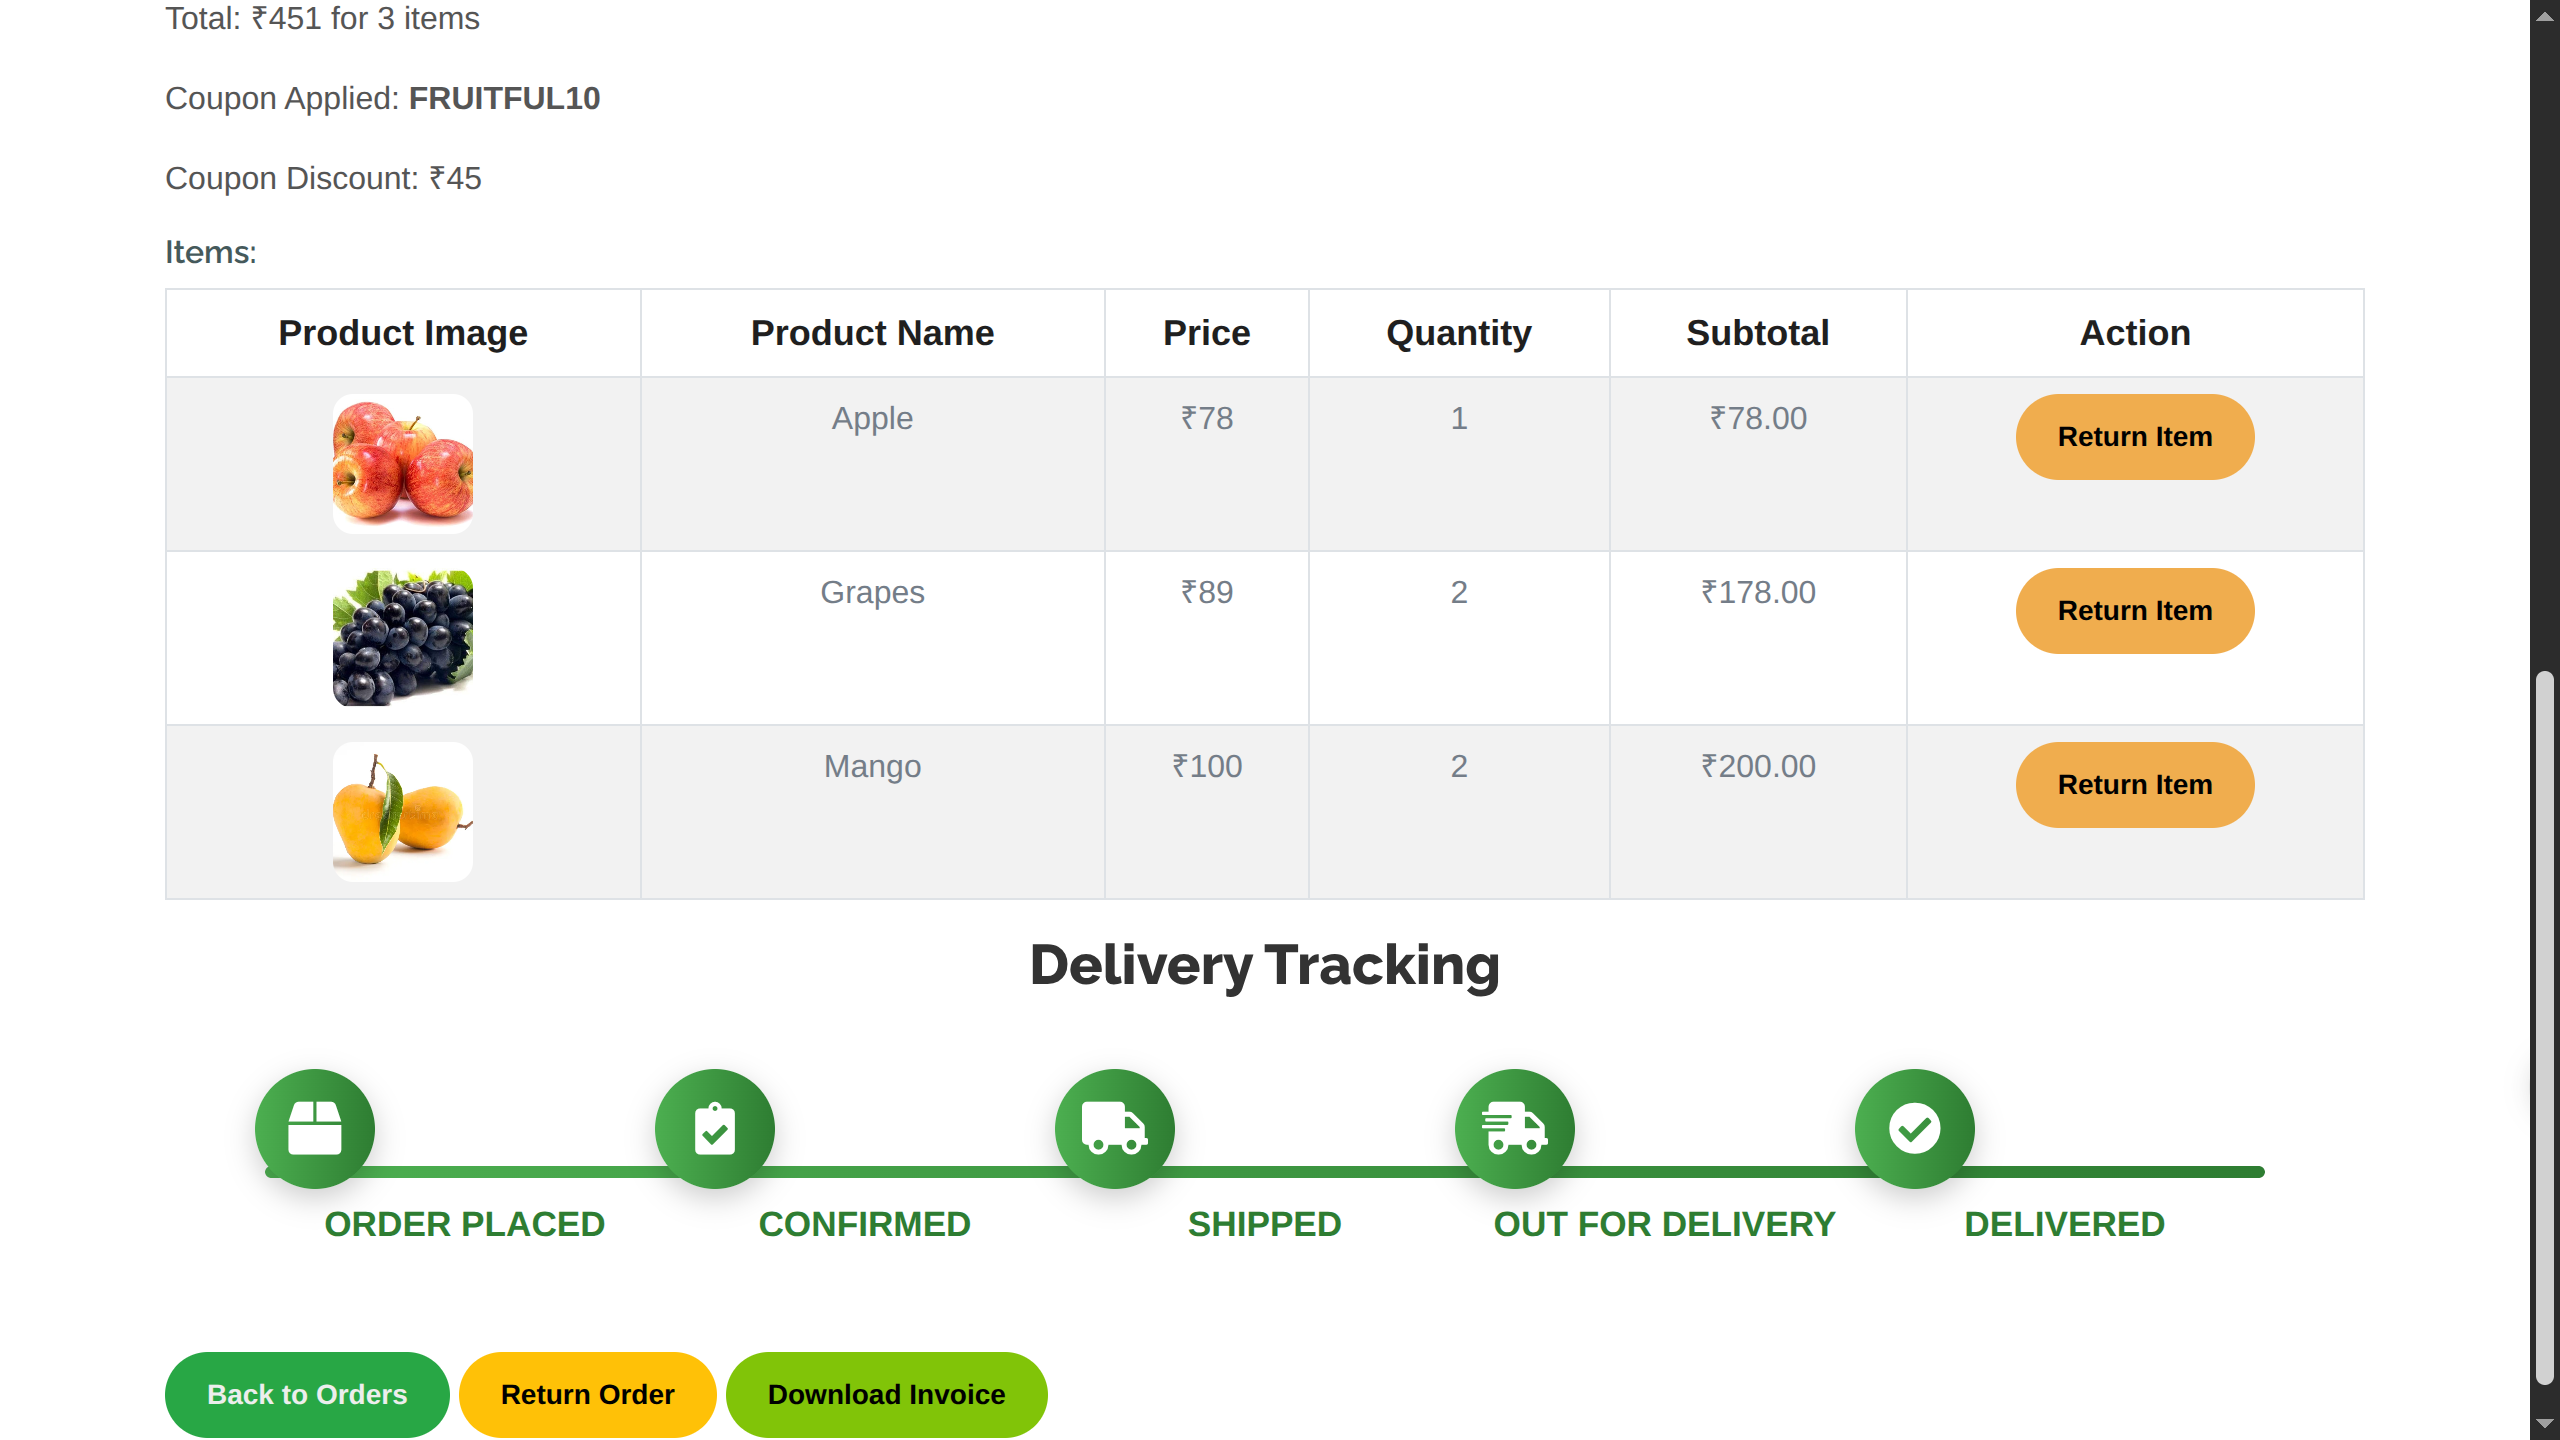 Total: ₹451 for 3 items
Coupon Applied: FRUITFUL10
Coupon Discount: ₹45
Items:
Product Image Product Name Price Quantity Subtotal Action
Apple ₹78 1 ₹78.00 Return Item
Grapes ₹89 2 ₹178.00 Return Item
Mango ₹100 2 ₹200.00 Return Item
Delivery Tracking
ORDER PLACED CONFIRMED SHIPPED OUT FOR DELIVERY DELIVERED
Back to Orders Return Order Download Invoice